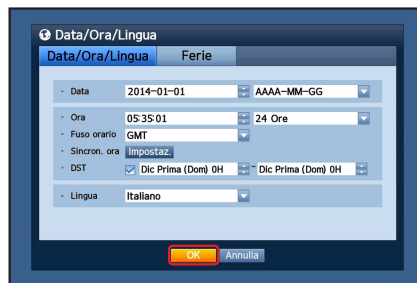 Data/Ora/Lingua
Data/Ora/Lingua Ferie
· Data 2014-01-01 AAAA-MM-GG
· Ora 05:35:01 24 Ore
· Fuso orario GMT
· Sincron. ora Impostaz.
· DST Dic Prima (Dom) 0H - Dic Prima (Dom) 0H
· Lingua Italiano
OK Annulla